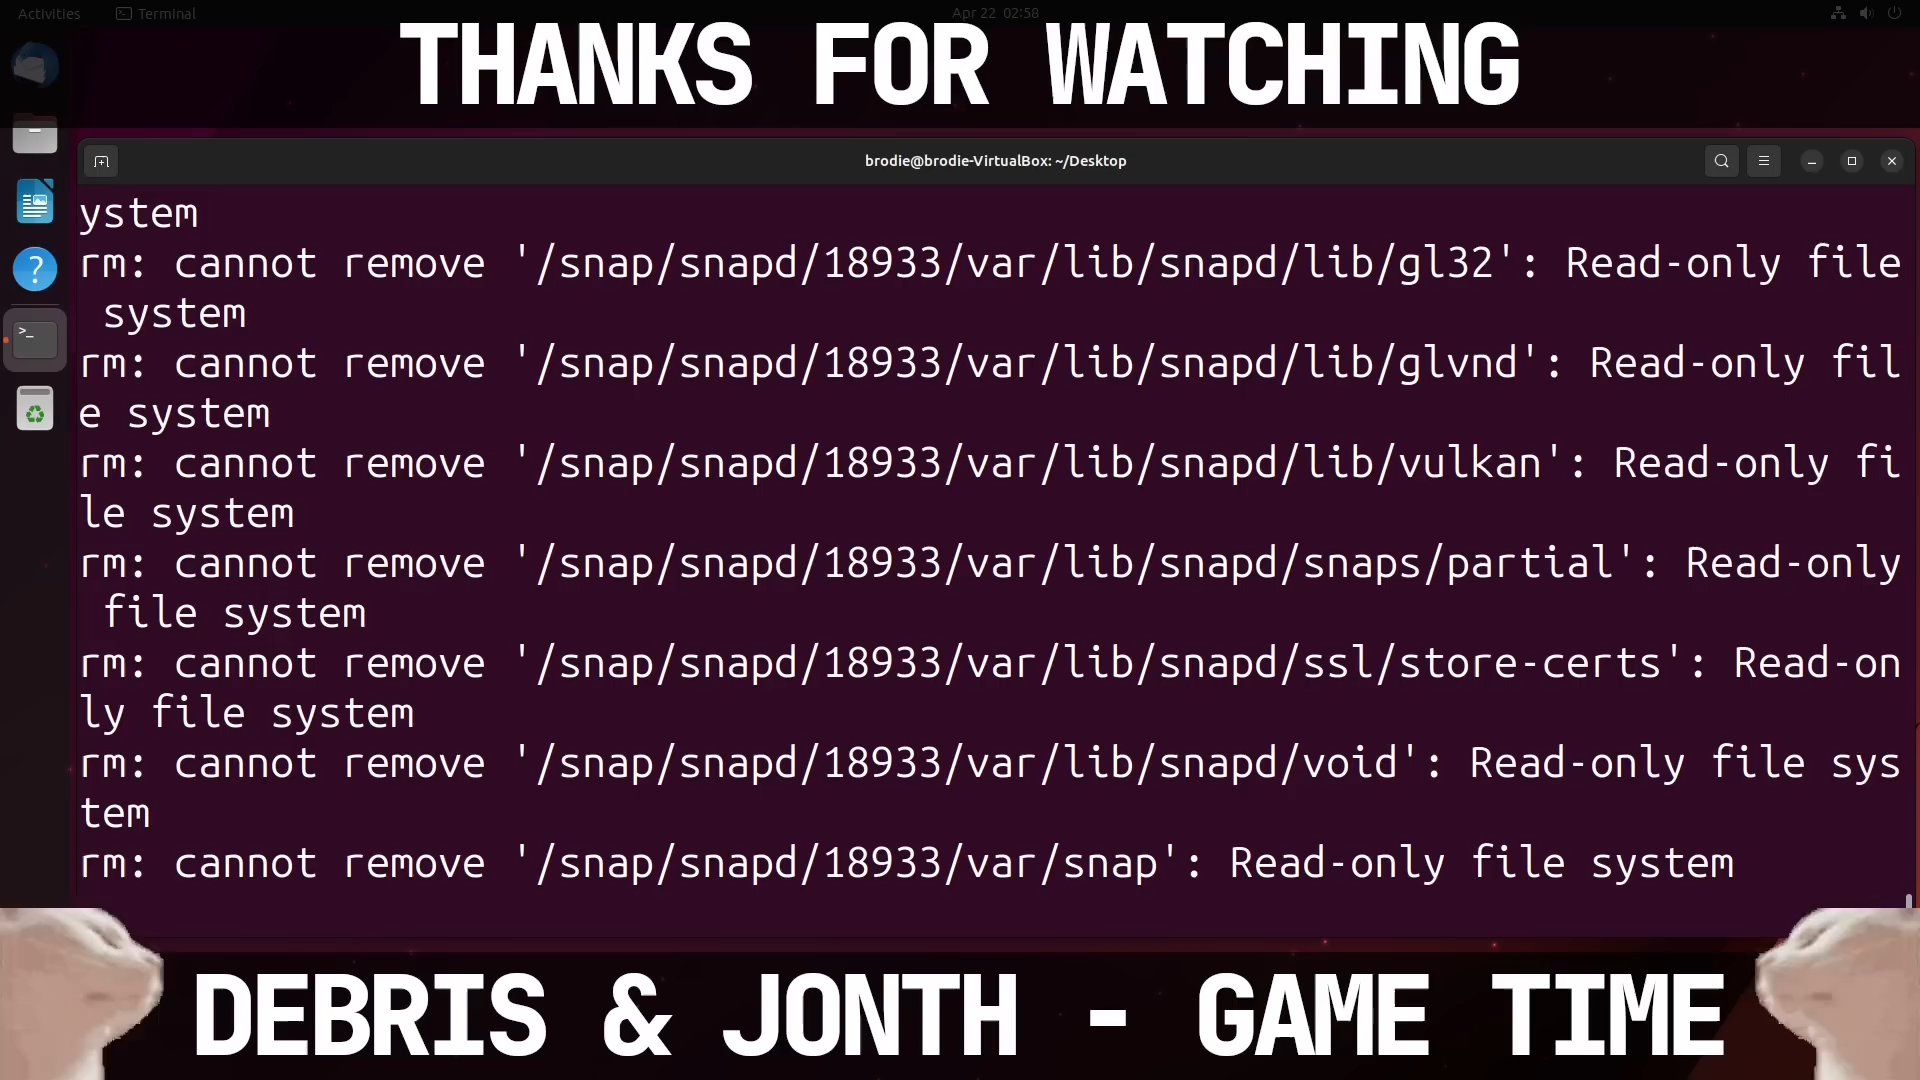 Activities Terminal Apr 22 02:58
THANKS FOR WATCHING
brodie@brodie-VirtualBox: ~/Desktop
ystem
rm: cannot remove '/snap/snapd/18933/var/lib/snapd/lib/gl32': Read-only file
 system
rm: cannot remove '/snap/snapd/18933/var/lib/snapd/lib/glvnd': Read-only fil
e system
rm: cannot remove '/snap/snapd/18933/var/lib/snapd/lib/vulkan': Read-only fi
le system
rm: cannot remove '/snap/snapd/18933/var/lib/snapd/snaps/partial': Read-only
 file system
rm: cannot remove '/snap/snapd/18933/var/lib/snapd/ssl/store-certs': Read-on
ly file system
rm: cannot remove '/snap/snapd/18933/var/lib/snapd/void': Read-only file sys
tem
rm: cannot remove '/snap/snapd/18933/var/snap': Read-only file system
DEBRIS & JONTH - GAME TIME